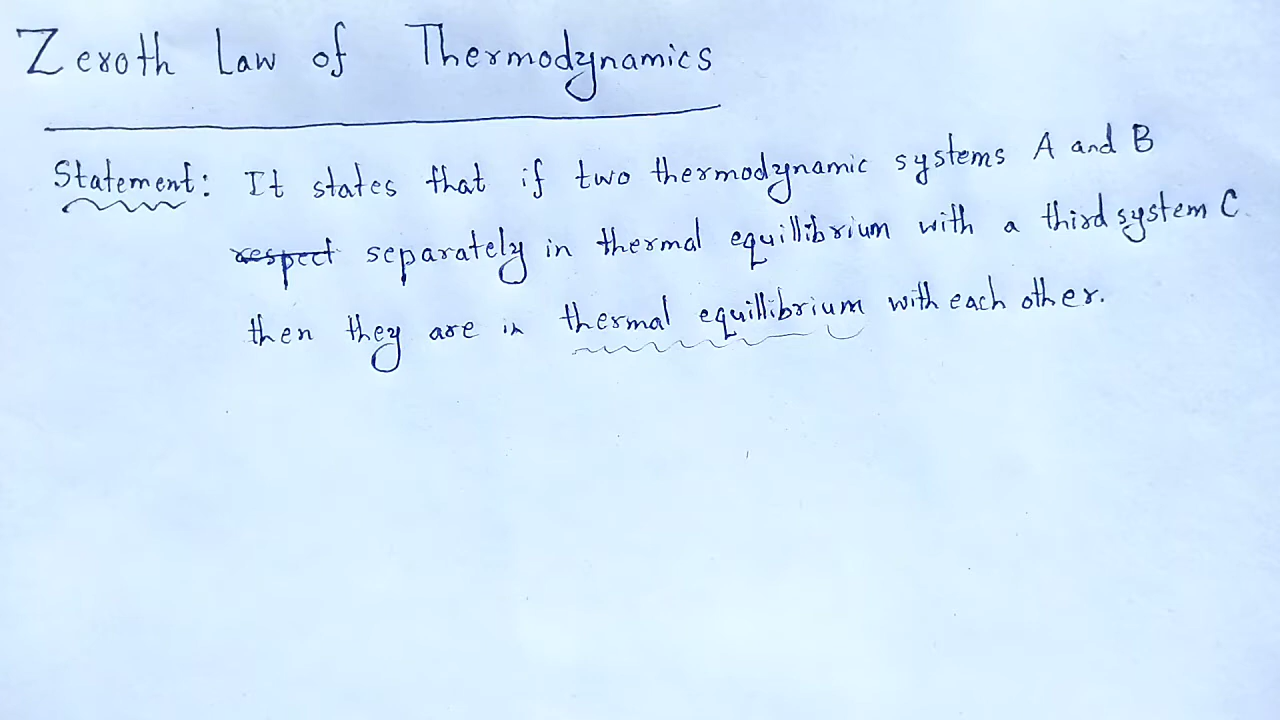 Zeroth Law of Thermodynamics
Statement: It states that if two thermodynamic systems A and B
respect separately in thermal equillibrium with a third system C
then they are in thermal equillibrium with each other.